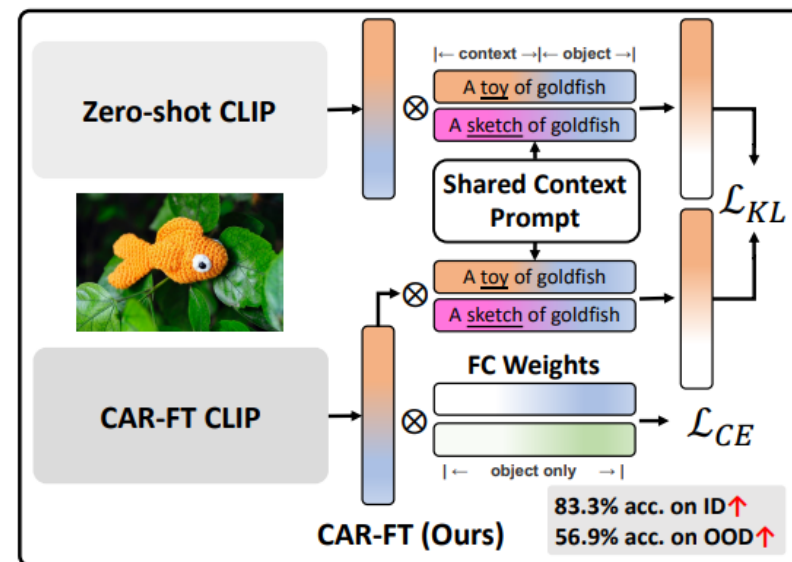 |← context →|← object →|
Zero-shot CLIP
⊗
A toy of goldfish
A sketch of goldfish
Shared Context
Prompt
ℒKL
A toy of goldfish
⊗
A sketch of goldfish
FC Weights
CAR-FT CLIP
⊗
ℒCE
|← object only →|
83.3% acc. on ID↑
CAR-FT (Ours)
56.9% acc. on OOD↑